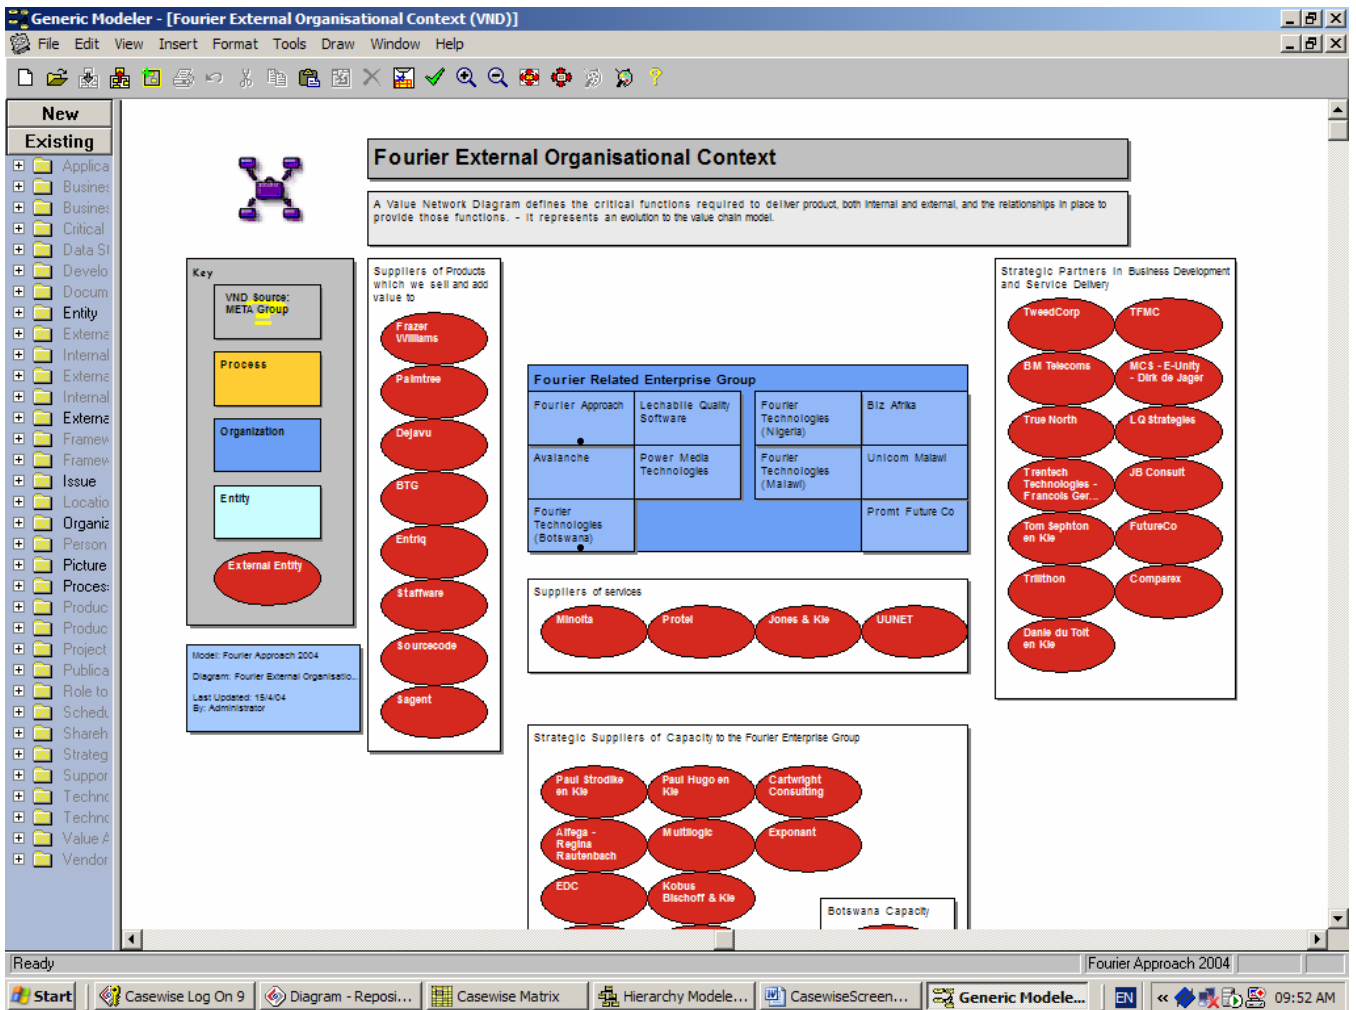 Generic Modeler - [Fourier External Organisational Context (VND)]
File Edit View Insert Format Tools Draw Window Help
New
Existing
Applica
Busines
Busines
Critical
Data St
Develo
Docum
Entity
Externa
Internal
Externa
Internal
Externa
Framew
Framew
Issue
Locatio
Organiz
Person
Picture
Process
Produc
Produc
Project
Publica
Role to
Schedu
Shareh
Strateg
Suppor
Techno
Techno
Value A
Vendor
Fourier External Organisational Context
A Value Network Diagram defines the critical functions required to deliver product, both internal and external, and the relationships in place to
provide those functions. - it represents an evolution to the value chain model.
Key
VND Source:
META Group
Process
Organization
Entity
External Entity
Model: Fourier Approach 2004
Diagram: Fourier External Organisatio...
Last Updated: 15/4/04
By: Administrator
Suppliers of Products
which we sell and add
value to
Frazer
Williams
Palmtree
Dejavu
BTG
Entriq
Staffware
Sourcecode
Sagent
Fourier Related Enterprise Group
Fourier Approach
Lechabile Quality
Software
Fourier
Technologies
(Nigeria)
Biz Afrika
Avalanche
Power Media
Technologies
Fourier
Technologies
(Malawi)
Unicom Malawi
Fourier
Technologies
(Botswana)
Promt Future Co
Suppliers of services
Minolta
Protel
Jones & Kie
UUNET
Strategic Suppliers of Capacity to the Fourier Enterprise Group
Paul Strodike
en Kie
Paul Hugo en
Kie
Cartwright
Consulting
Alfega -
Regina
Rautenbach
Multilogic
Exponant
EDC
Kobus
Bischoff & Kie
Botswana Capacity
Strategic Partners in Business Development
and Service Delivery
TweedCorp
TFMC
BM Telecoms
MCS - E-Unity
- Dirk de Jager
True North
LQ Strategies
Trentech
Technologies -
Francois Ger...
JB Consult
Tom Sephton
en Kie
FutureCo
Trilithon
Comparex
Danie du Toit
en Kie
Ready
Fourier Approach 2004
Start
Casewise Log On 9
Diagram - Reposi...
Casewise Matrix
Hierarchy Modele...
CasewiseScreen...
Generic Modele...
EN
«
09:52 AM